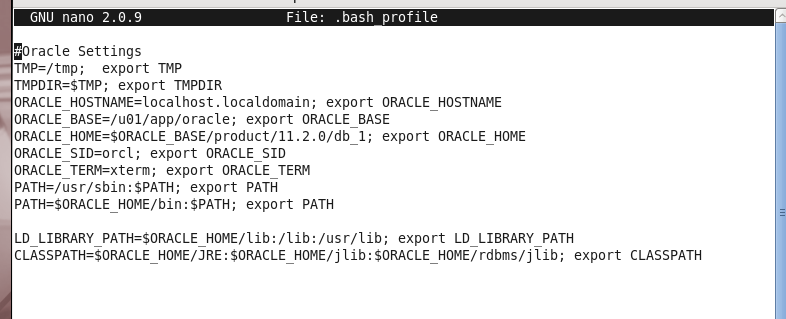 GNU nano 2.0.9 File: .bash_profile
#Oracle Settings
TMP=/tmp;  export TMP
TMPDIR=$TMP; export TMPDIR
ORACLE_HOSTNAME=localhost.localdomain; export ORACLE_HOSTNAME
ORACLE_BASE=/u01/app/oracle; export ORACLE_BASE
ORACLE_HOME=$ORACLE_BASE/product/11.2.0/db_1; export ORACLE_HOME
ORACLE_SID=orcl; export ORACLE_SID
ORACLE_TERM=xterm; export ORACLE_TERM
PATH=/usr/sbin:$PATH; export PATH
PATH=$ORACLE_HOME/bin:$PATH; export PATH
LD_LIBRARY_PATH=$ORACLE_HOME/lib:/lib:/usr/lib; export LD_LIBRARY_PATH
CLASSPATH=$ORACLE_HOME/JRE:$ORACLE_HOME/jlib:$ORACLE_HOME/rdbms/jlib; export CLASSPATH